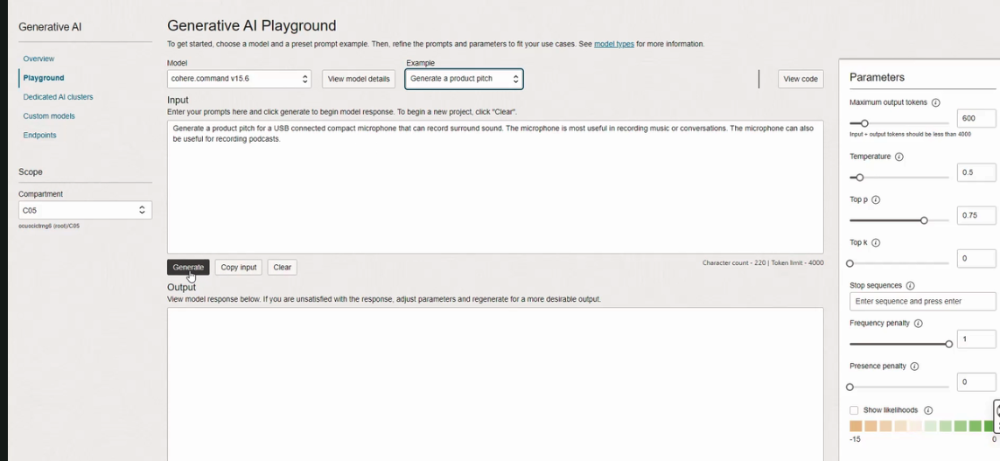 Generative AI
Overview
Playground
Dedicated AI clusters
Custom models
Endpoints
Scope
Compartment
C05
ocuocictrng6 (root)/C05
Generative AI Playground
To get started, choose a model and a preset prompt example. Then, refine the prompts and parameters to fit your use cases. See model types for more information.
Model
cohere.command v15.6
View model details
Example
Generate a product pitch
View code
Input
Enter your prompts here and click generate to begin model response. To begin a new project, click "Clear".
Generate a product pitch for a USB connected compact microphone that can record surround sound. The microphone is most useful in recording music or conversations. The microphone can also
be useful for recording podcasts.
Generate
Copy input
Clear
Character count - 220 | Token limit - 4000
Output
View model response below. If you are unsatisfied with the response, adjust parameters and regenerate for a more desirable output.
Parameters
Maximum output tokens
600
Input + output tokens should be less than 4000
Temperature
0.5
Top p
0.75
Top k
0
Stop sequences
Enter sequence and press enter
Frequency penalty
1
Presence penalty
0
Show likelihoods
-15
0